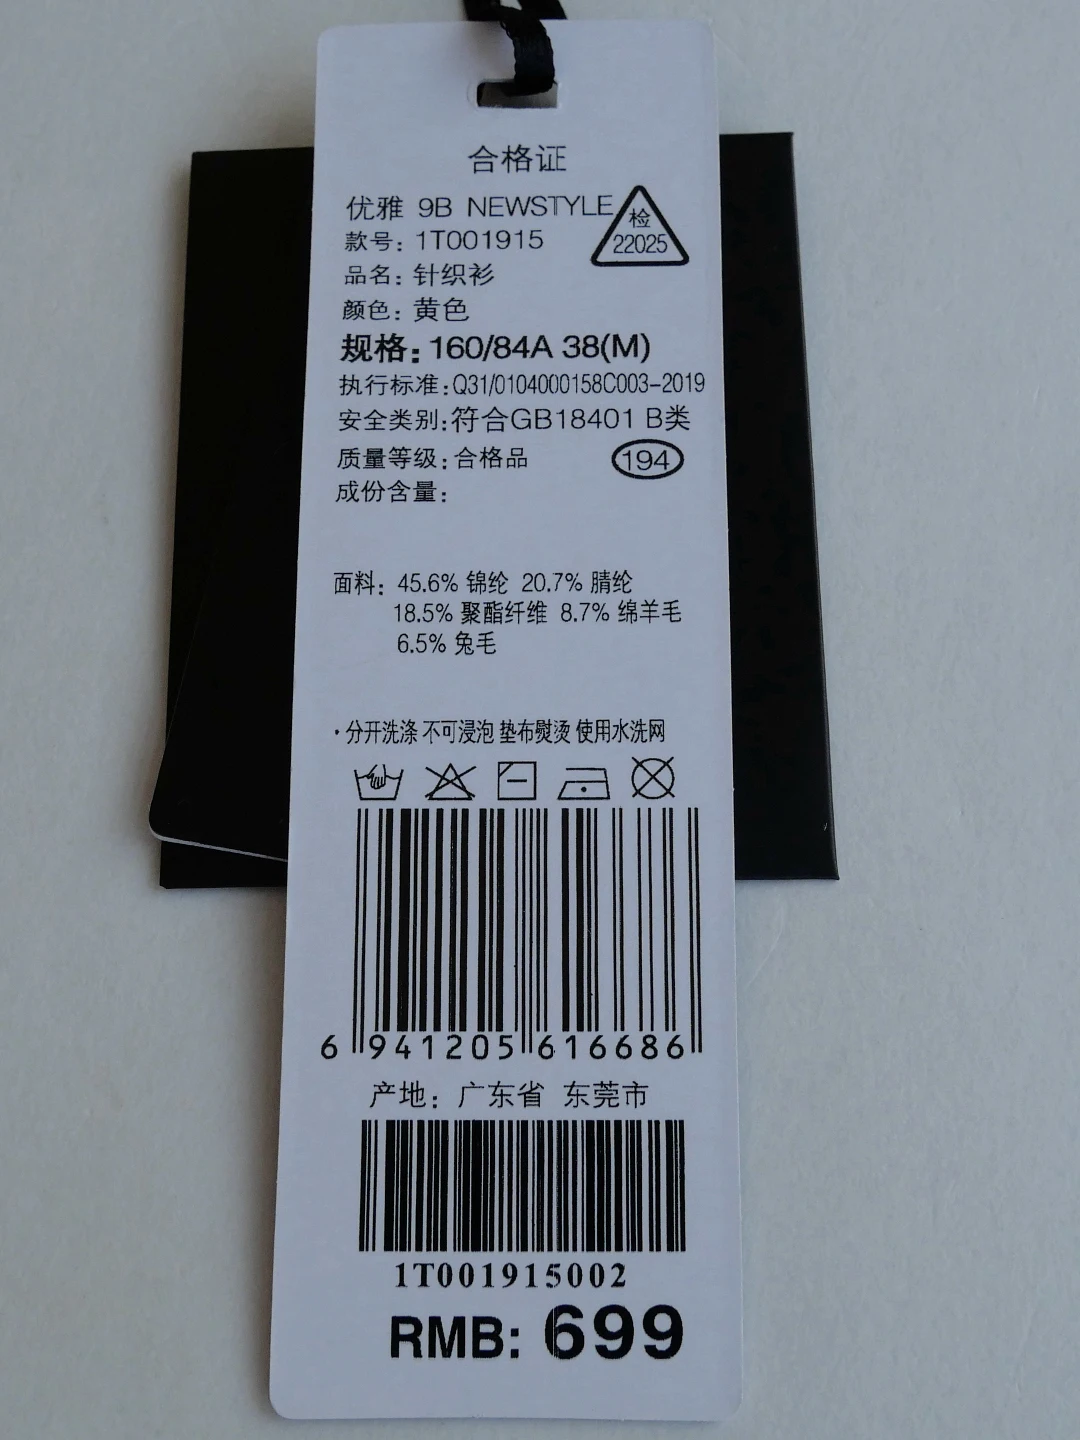 合格证
优雅 9B NEWSTYLE
检
22025
款号: 1T001915
品名: 针织衫
颜色: 黄色
规格: 160/84A 38(M)
执行标准: Q31/0104000158C003-2019
安全类别: 符合GB18401 B类
质量等级: 合格品
194
成份含量:
面料: 45.6% 锦纶 20.7% 腈纶
18.5% 聚酯纤维 8.7% 绵羊毛
6.5% 兔毛
·分开洗涤 不可浸泡 垫布熨烫 使用水洗网
6 941205 616686
产地: 广东省 东莞市
1T001915002
RMB: 699